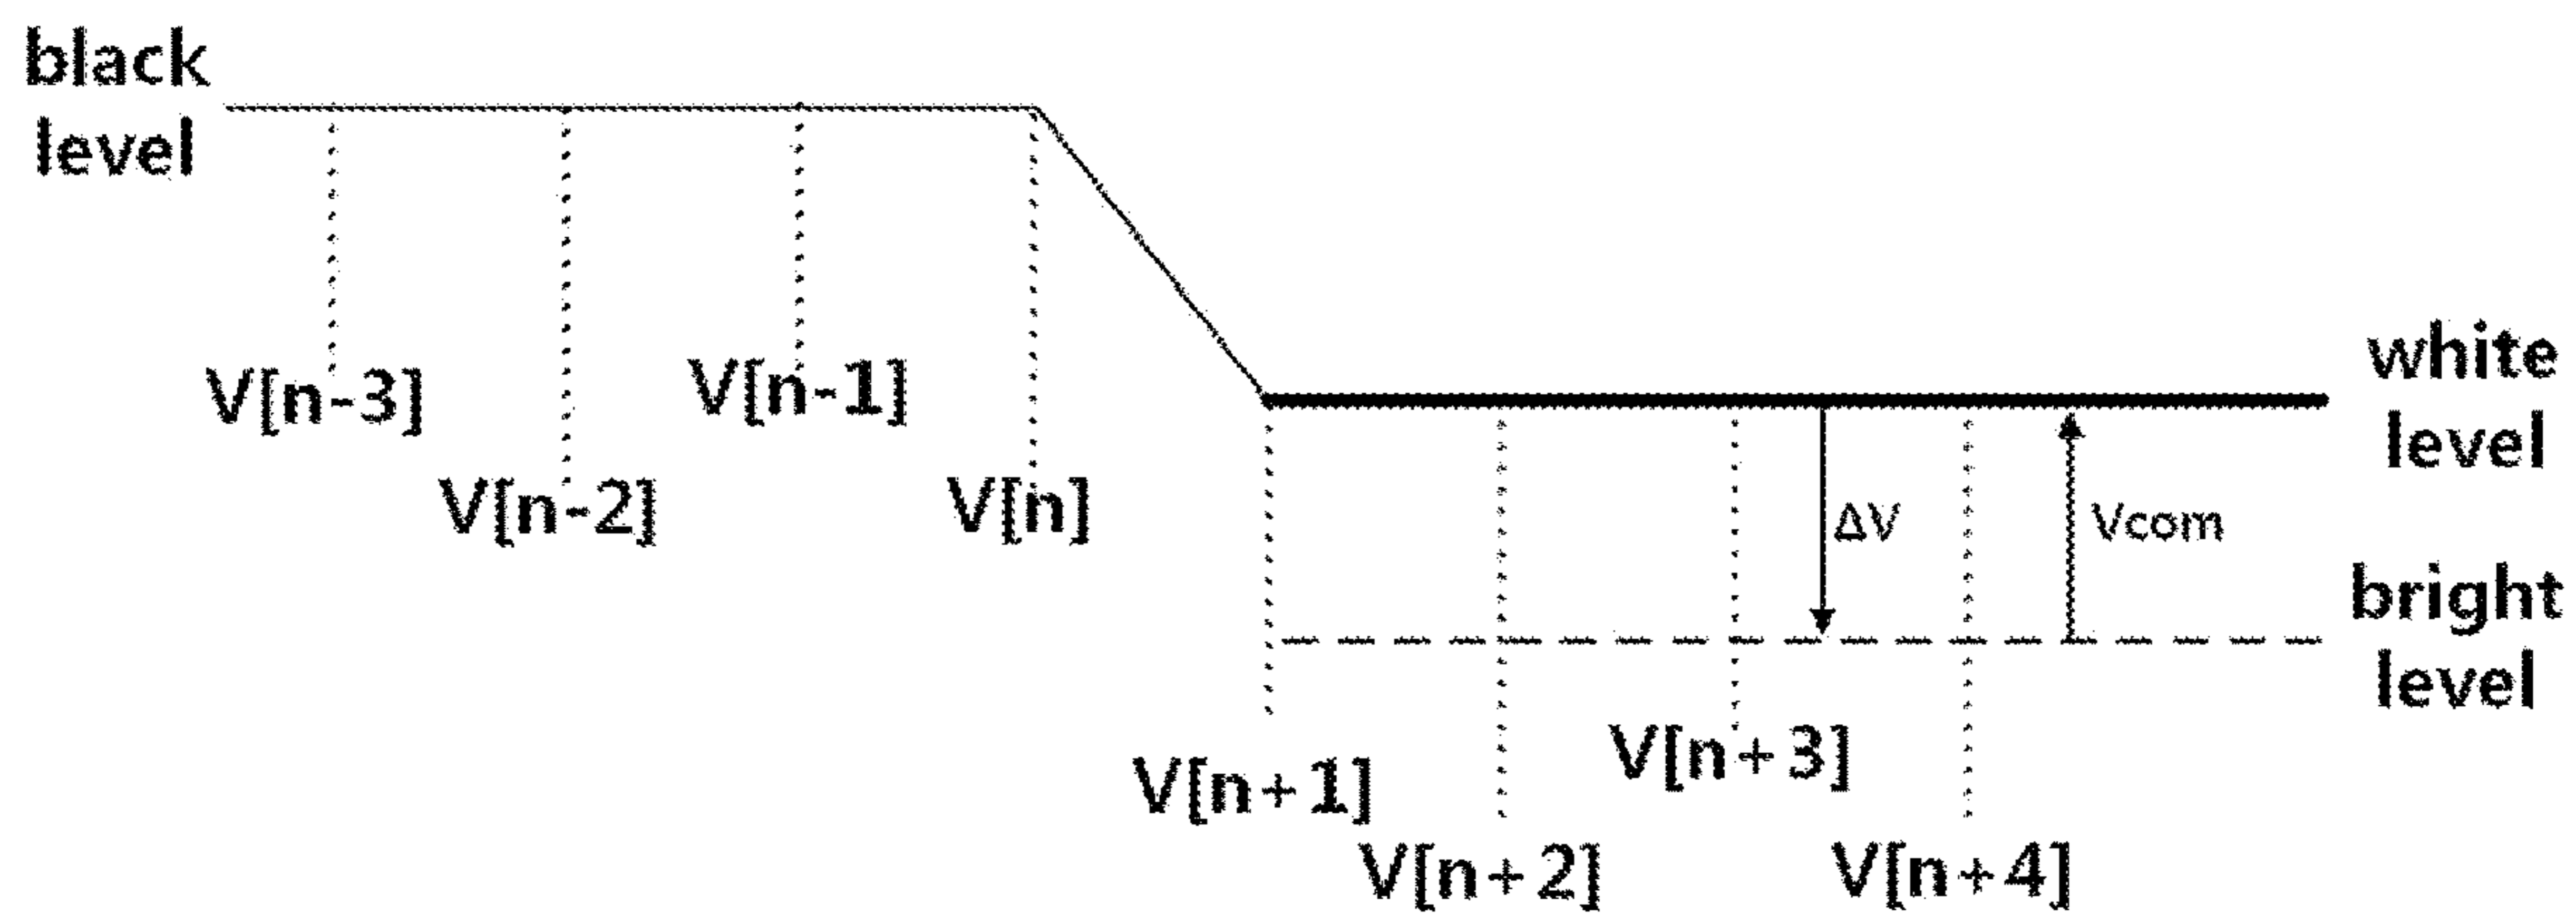 black
level
V[n-3]
V[n-1]
V[n-2]
V[n]
white
level
ΔV
Vcom
bright
level
V[n+1]
V[n+3]
V[n+2]
V[n+4]